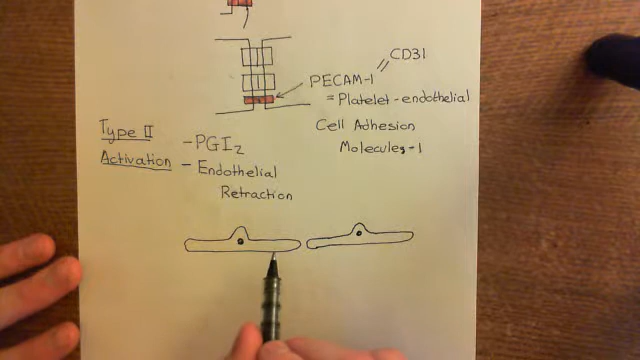 CD31
PECAM-1
= Platelet-endothelial
Cell Adhesion
Molecules-1
Type II
Activation
- PGI2
- Endothelial
Retraction